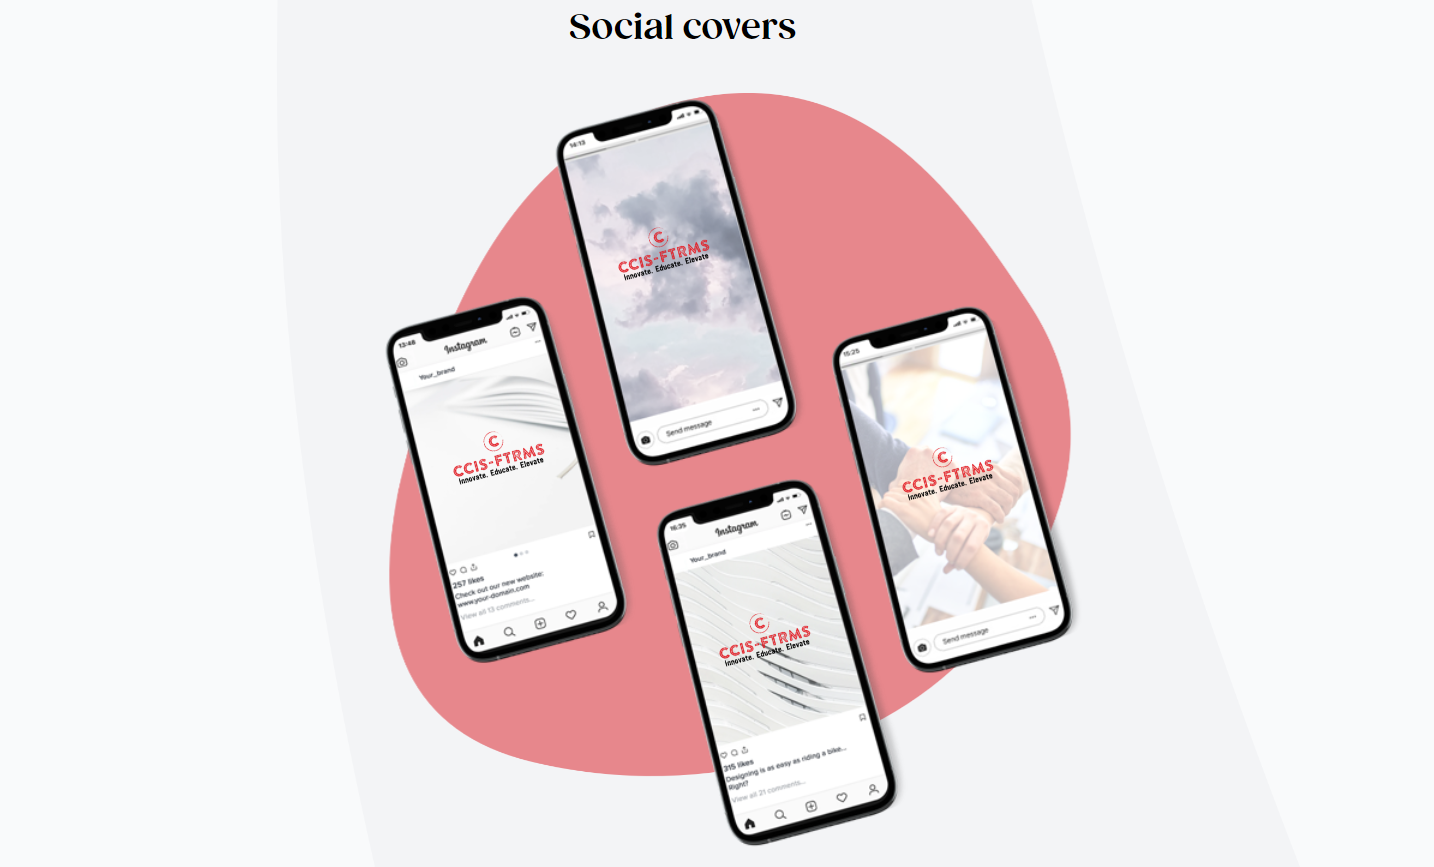 Social covers
14:13
C
CCIS-FTRMS
Innovate. Educate. Elevate
Send message
13:48
Instagram
Your_brand
C
CCIS-FTRMS
Innovate. Educate. Elevate
257 likes
Check out our new website:
www.your-domain.com
View all 13 comments...
15:25
C
CCIS-FTRMS
Innovate. Educate. Elevate
Send message
16:35
Instagram
Your_brand
C
CCIS-FTRMS
Innovate. Educate. Elevate
315 likes
Designing is as easy as riding a bike...
Right?
View all 21 comments...